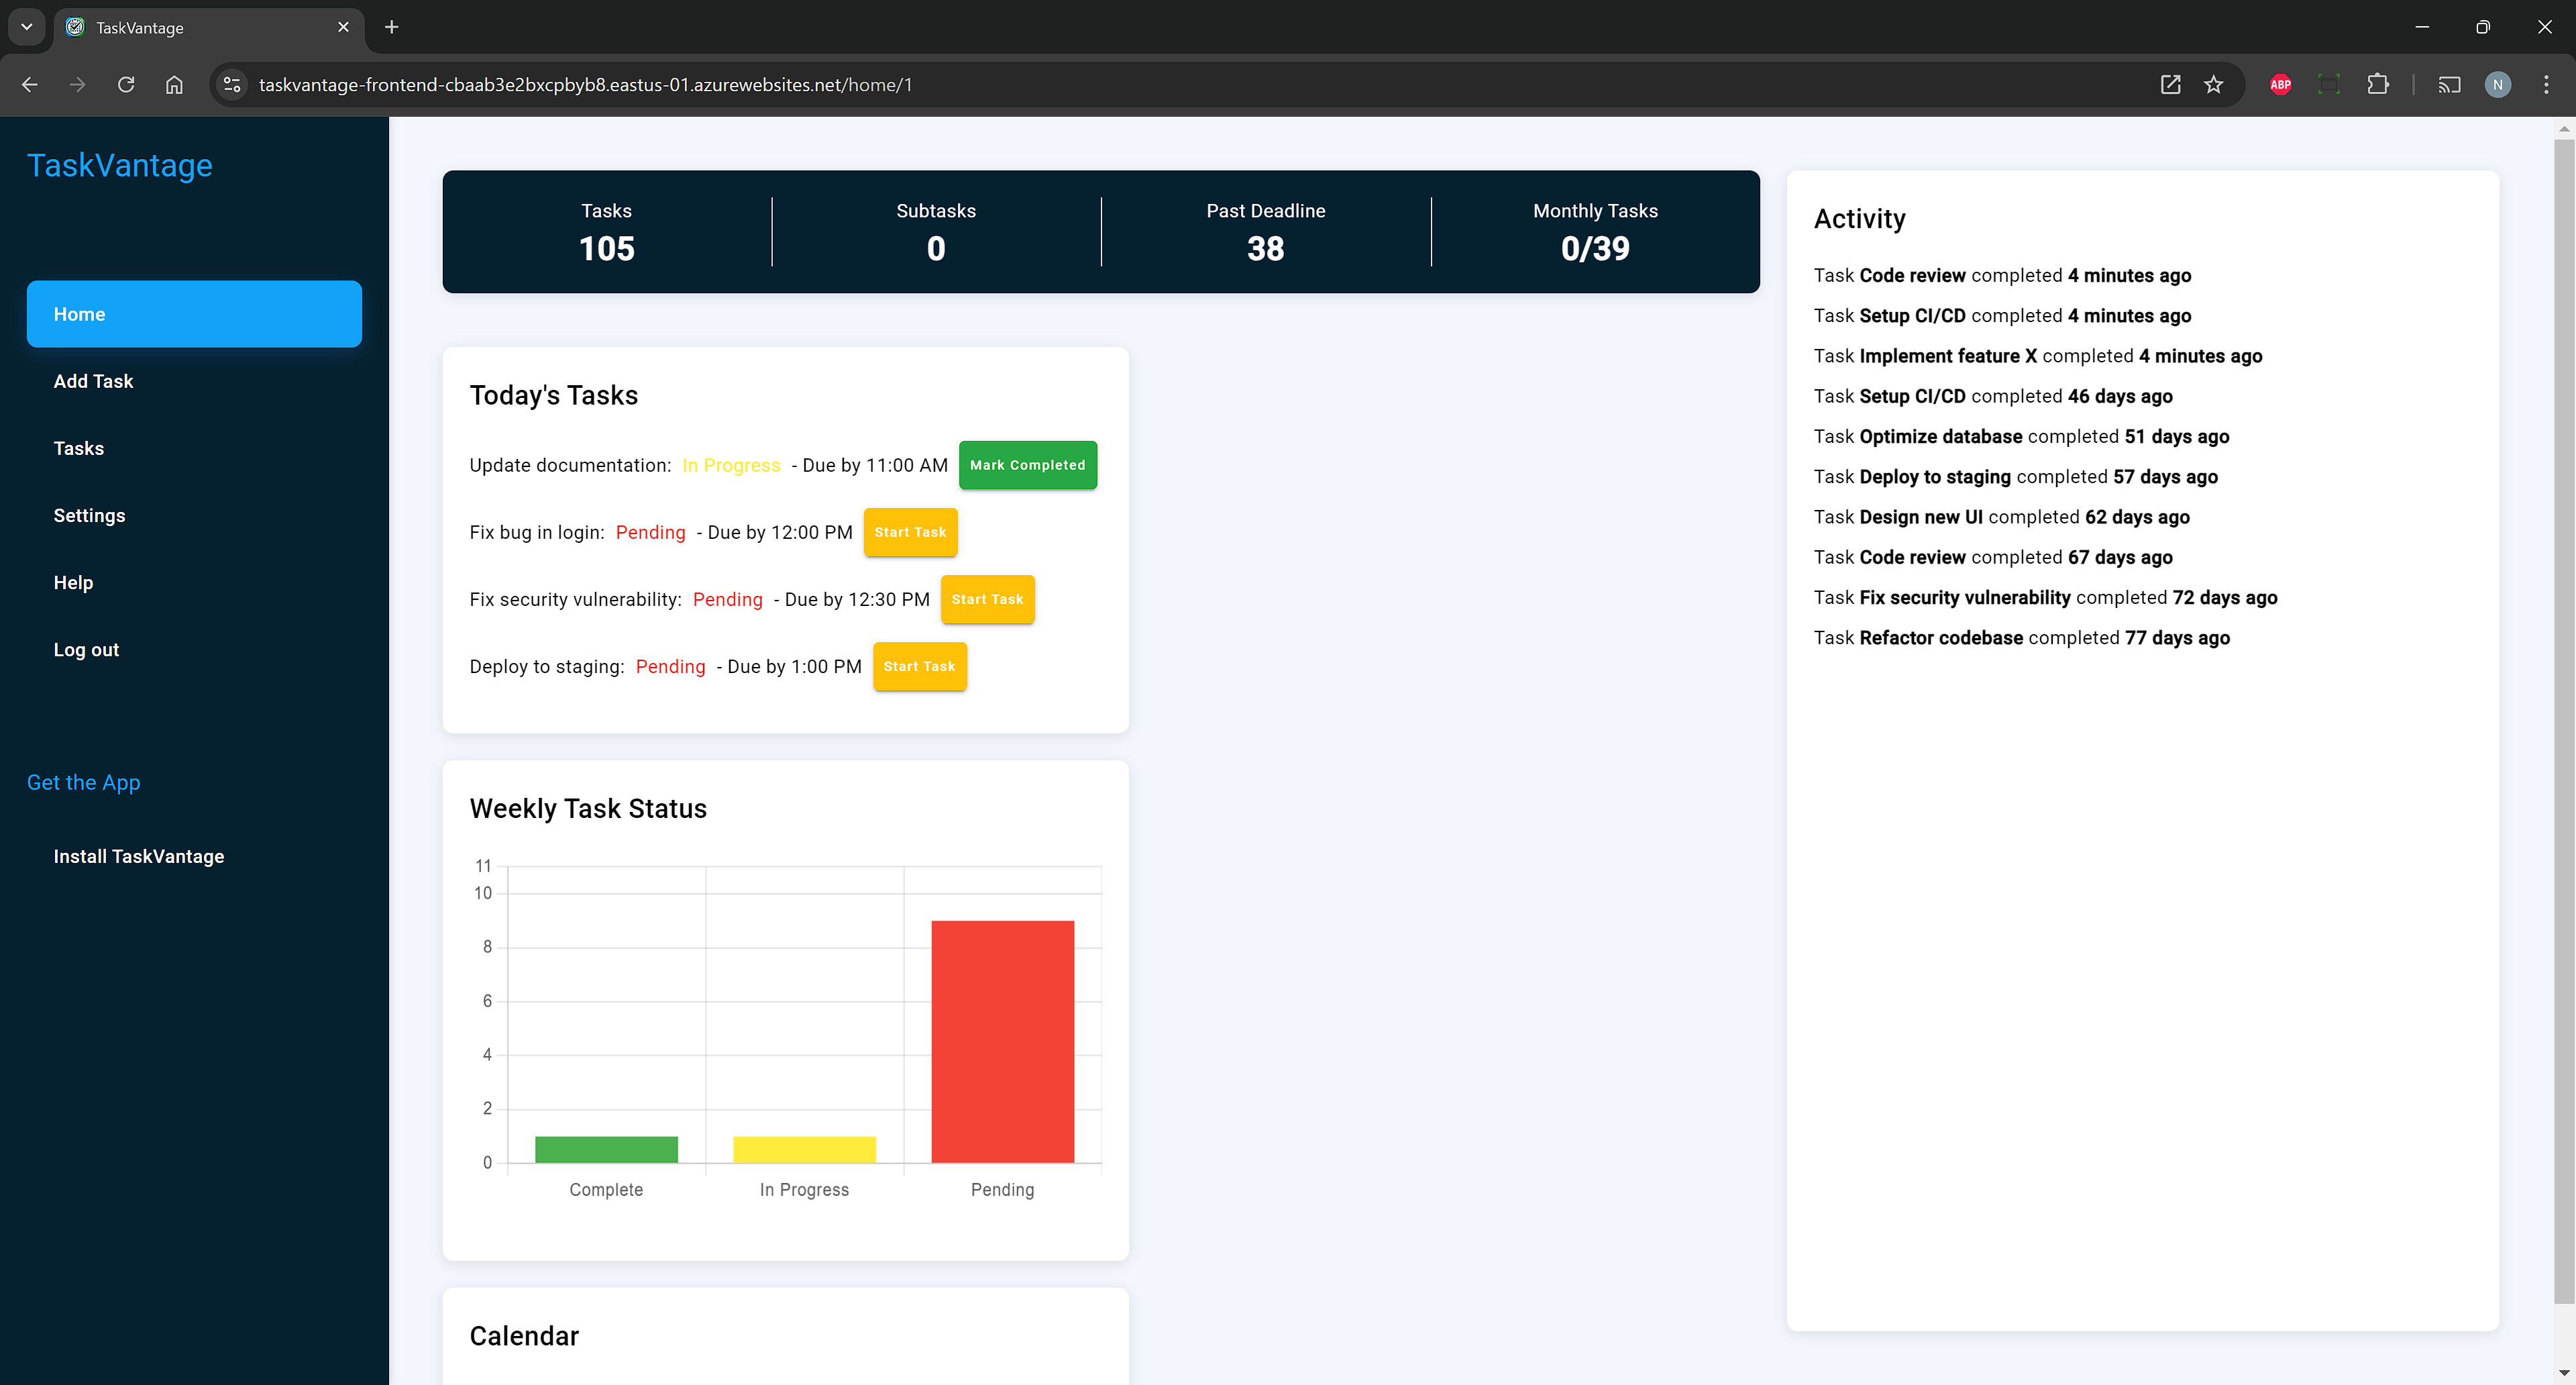 TaskVantage
taskvantage-frontend-cbaab3e2bxcpbyb8.eastus-01.azurewebsites.net/home/1
ABP
N
TaskVantage
Home
Add Task
Tasks
Settings
Help
Log out
Get the App
Install TaskVantage
Tasks
105
Subtasks
0
Past Deadline
38
Monthly Tasks
0/39
Today's Tasks
Update documentation: In Progress - Due by 11:00 AM Mark Completed
Fix bug in login: Pending - Due by 12:00 PM Start Task
Fix security vulnerability: Pending - Due by 12:30 PM Start Task
Deploy to staging: Pending - Due by 1:00 PM Start Task
Weekly Task Status
11
10
8
6
4
2
0
Complete In Progress Pending
Calendar
Activity
Task Code review completed 4 minutes ago
Task Setup CI/CD completed 4 minutes ago
Task Implement feature X completed 4 minutes ago
Task Setup CI/CD completed 46 days ago
Task Optimize database completed 51 days ago
Task Deploy to staging completed 57 days ago
Task Design new UI completed 62 days ago
Task Code review completed 67 days ago
Task Fix security vulnerability completed 72 days ago
Task Refactor codebase completed 77 days ago